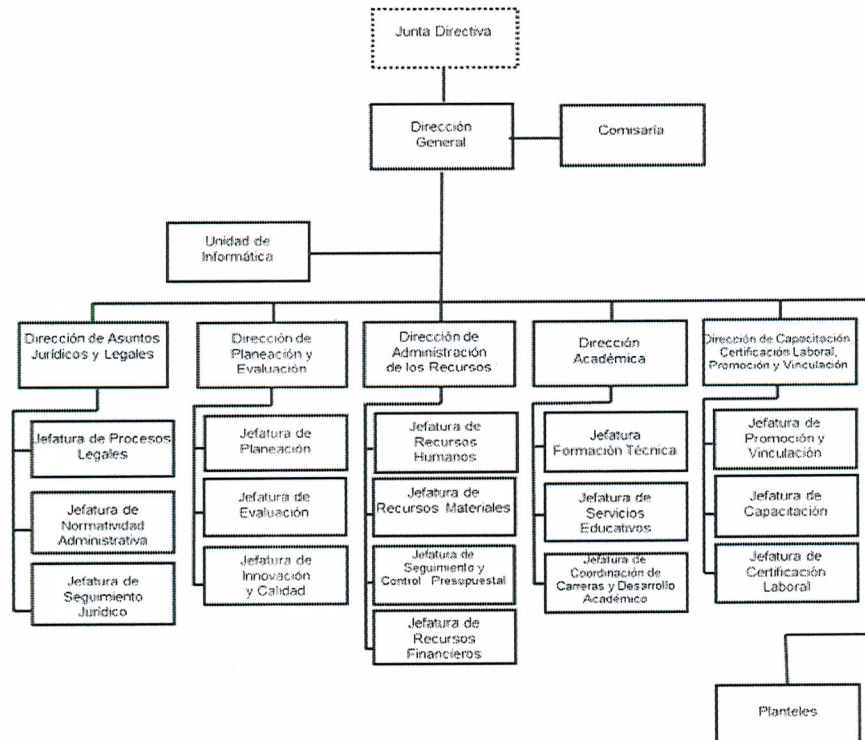 Junta Directiva
Dirección
General
Comisaría
Unidad de
Informática
Dirección de Asuntos
Jurídicos y Legales
Dirección de
Planeación y
Evaluación
Dirección de
Administración
de los Recursos
Dirección
Académica
Dirección de Capacitación,
Certificación Laboral,
Promoción y Vinculación
Jefatura de Procesos
Legales
Jefatura de
Normatividad
Administrativa
Jefatura de
Seguimiento
Jurídico
Jefatura de
Planeación
Jefatura de
Evaluación
Jefatura de
Innovación
y Calidad
Jefatura de
Recursos
Humanos
Jefatura de
Recursos Materiales
Jefatura de
Seguimiento y
Control Presupuestal
Jefatura de
Recursos
Financieros
Jefatura
Formación Técnica
Jefatura de
Servicios
Educativos
Jefatura de
Coordinación de
Carreras y Desarrollo
Académico
Jefatura de
Promoción y
Vinculación
Jefatura de
Capacitación
Jefatura de
Certificación
Laboral
Planteles